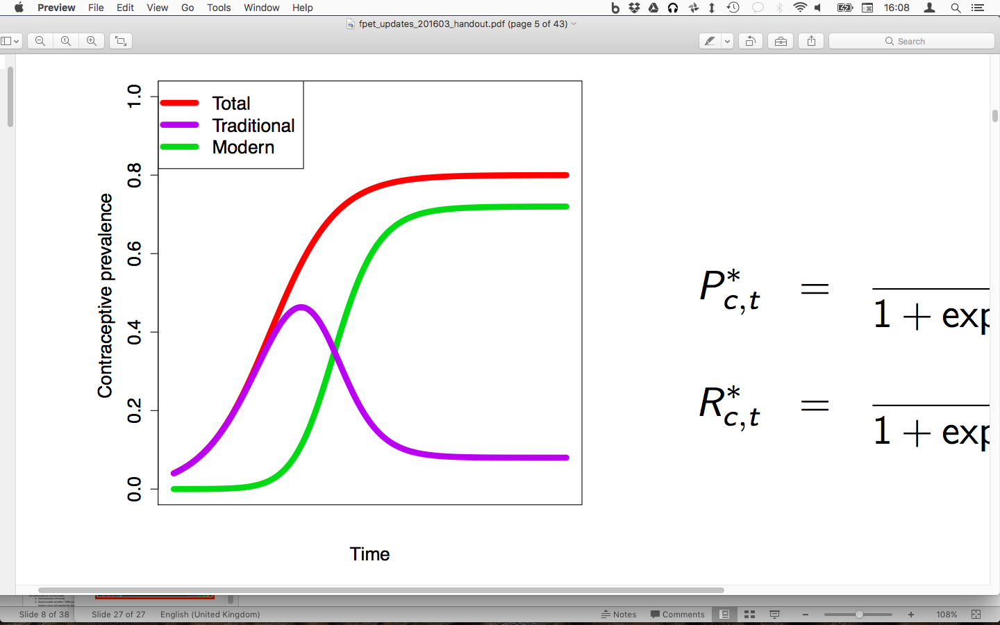 Preview File Edit View Go Tools Window Help 16:08
fpet_updates_201603_handout.pdf (page 5 of 43)
Search
Total
Traditional
Modern
1.0
0.8
0.6
0.4
0.2
0.0
Contraceptive prevalence
Time
P*c,t =
1 + exp
R*c,t =
1 + exp
Slide 8 of 38 Slide 27 of 27 English (United Kingdom) Notes Comments 108%